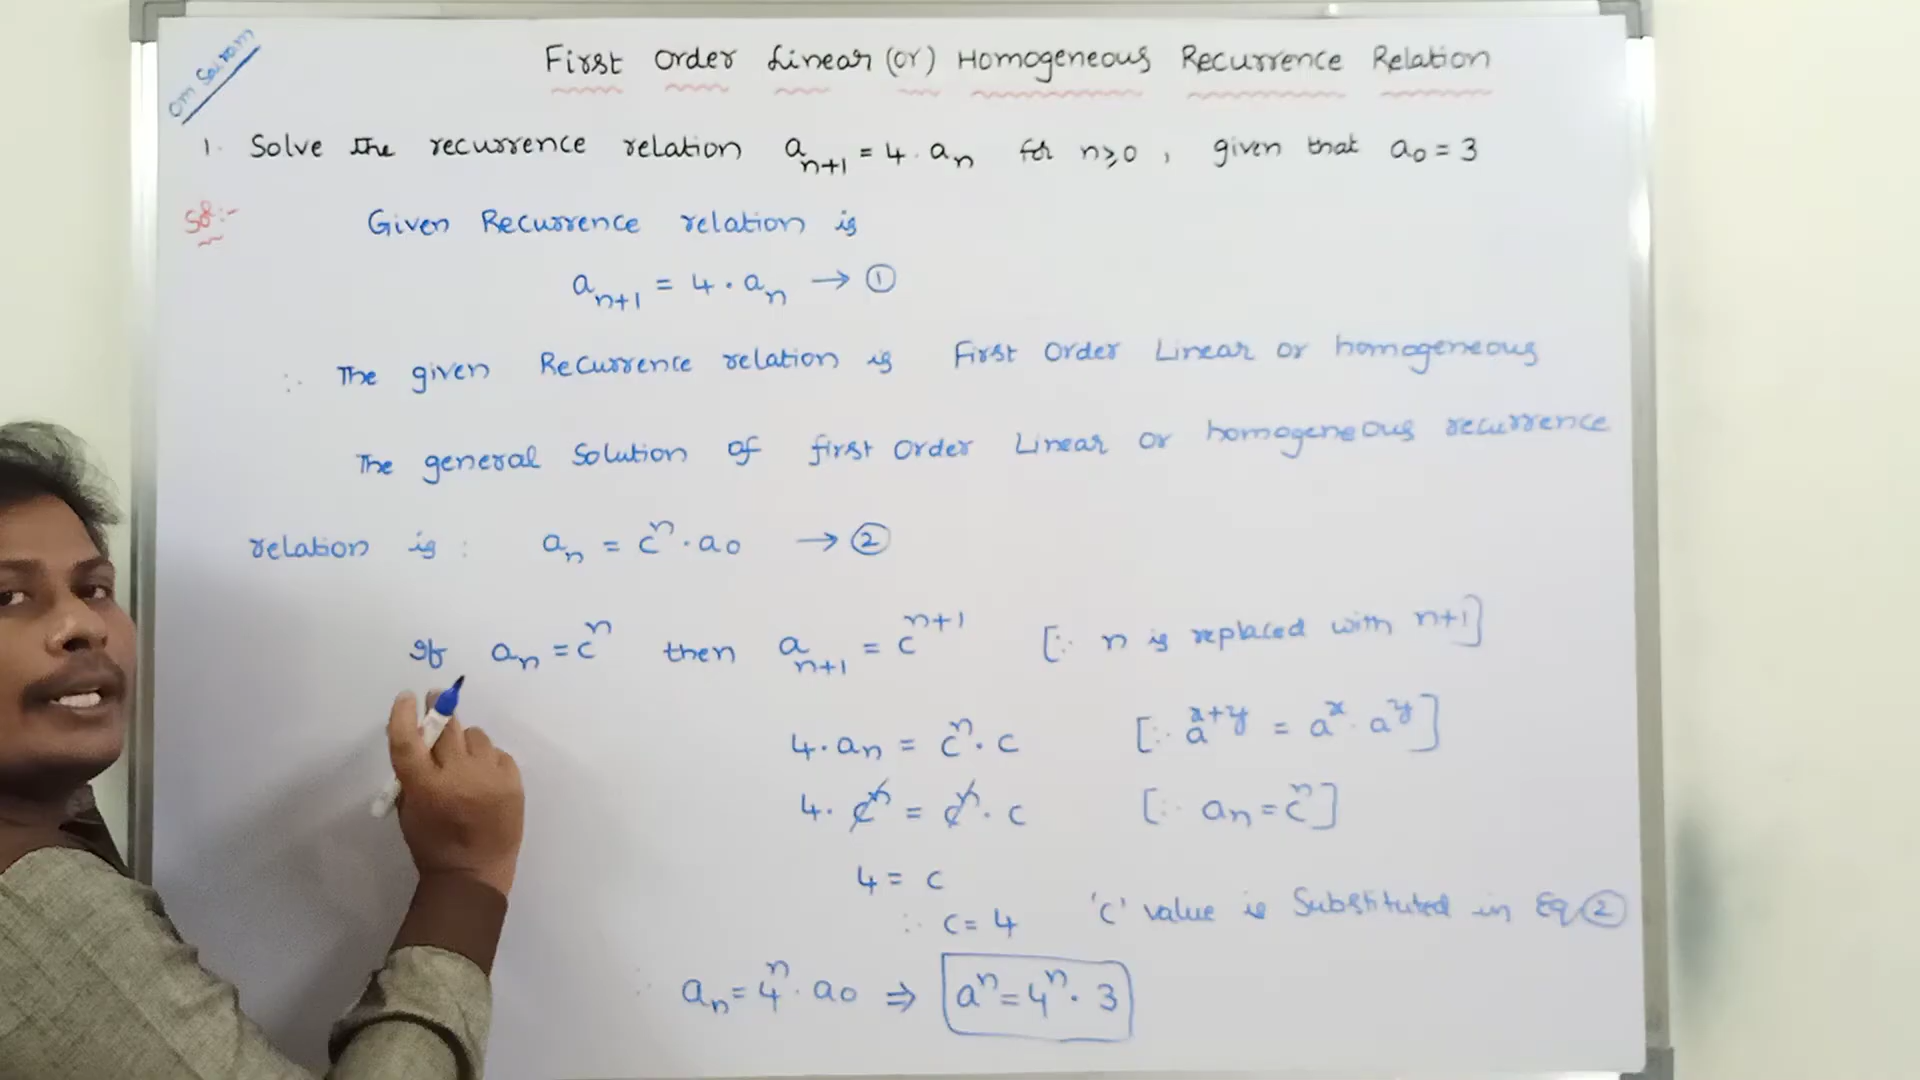 Om Sairam
First Order Linear (or) Homogeneous Recurrence Relation
1. Solve the recurrence relation aₙ₊₁ = 4 . aₙ for n≥0 , given that a₀ = 3
Sol:-
Given Recurrence relation is
aₙ₊₁ = 4 . aₙ → ①
∴ The given Recurrence relation is First Order Linear or homogeneous
The general Solution of first Order Linear or homogeneous recurrence
relation is : aₙ = cⁿ . a₀ → ②
If aₙ = cⁿ then aₙ₊₁ = cⁿ⁺¹ [∵ n is replaced with n+1]
4 . aₙ = cⁿ . c [∵ a^(x+y) = a^x . a^y]
4 . cⁿ = cⁿ . c [∵ aₙ = cⁿ]
4 = c
∴ c = 4 'c' value is Substituted in Eq ②
∴ aₙ = 4ⁿ . a₀ ⇒ aⁿ = 4ⁿ . 3